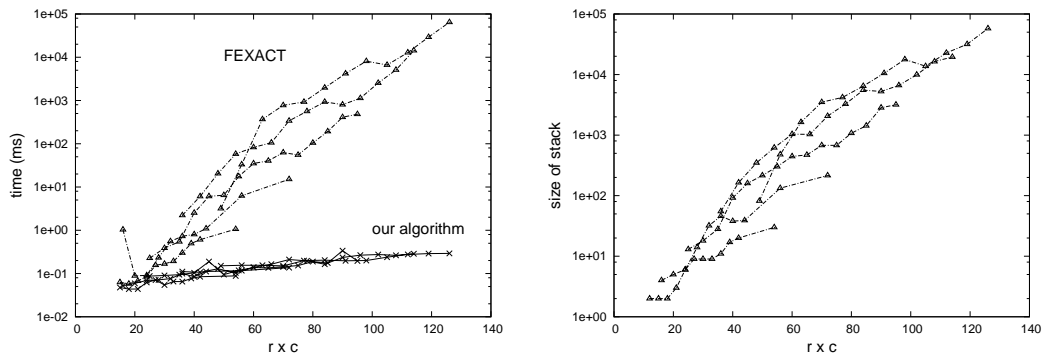 1e+05
1e+04
1e+03
1e+02
1e+01
1e+00
1e-01
1e-02
time (ms)
FEXACT
our algorithm
0 20 40 60 80 100 120 140
r x c
1e+05
1e+04
1e+03
1e+02
1e+01
1e+00
size of stack
0 20 40 60 80 100 120 140
r x c